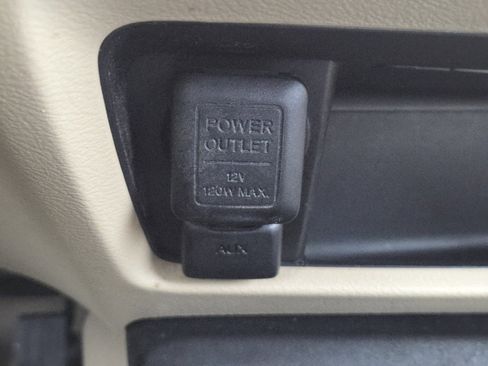 POWER
OUTLET
12V
120W MAX.
AUX